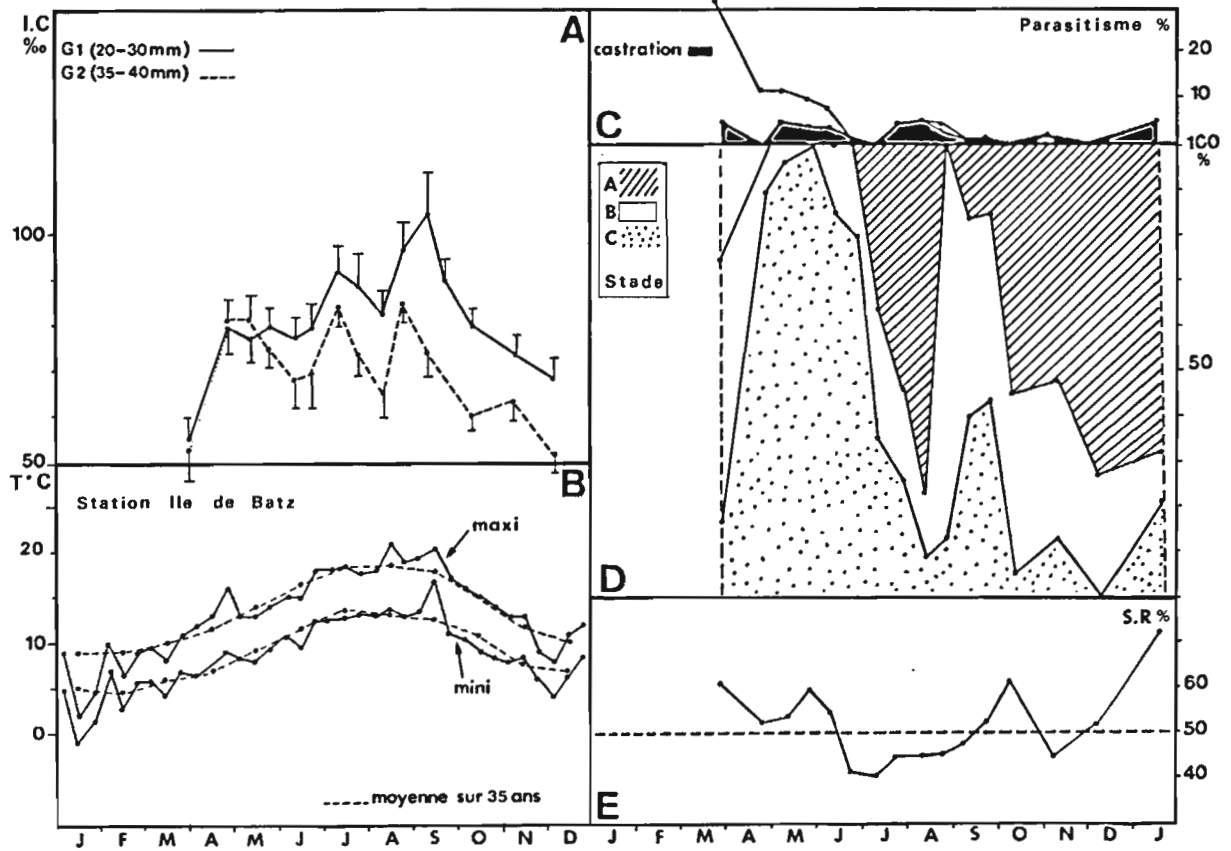 I.C
‰
A
G1 (20-30mm)
G2 (35-40mm)
100
50
T°C
B
Station Ile de Batz
maxi
20
10
mini
0
moyenne sur 35 ans
J F M A M J J A S O N D
Parasitisme %
castration
20
10
C
100
%
A
B
C
Stade
50
D
S.R %
60
50
40
E
J F M A M J J A S O N D J